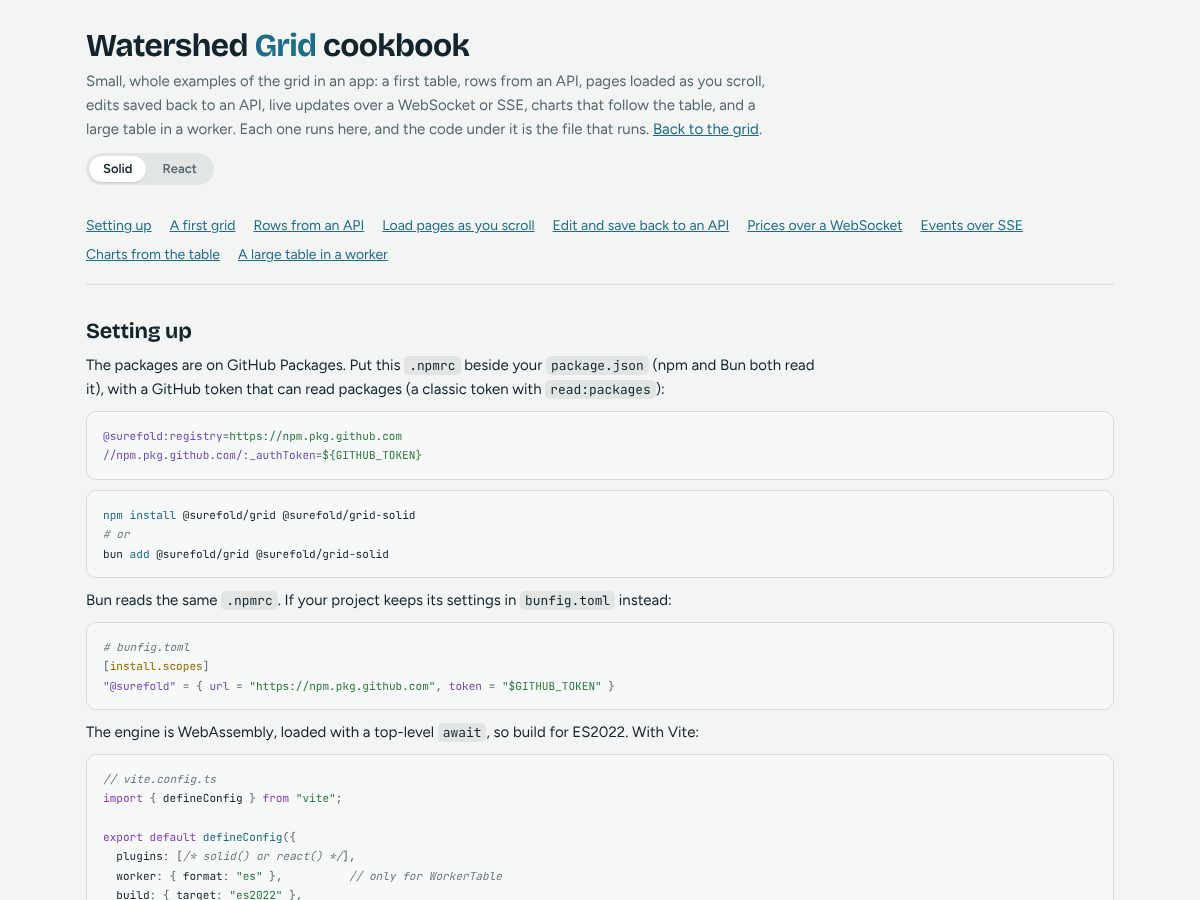 Watershed Grid cookbook
Small, whole examples of the grid in an app: a first table, rows from an API, pages loaded as you scroll,
edits saved back to an API, live updates over a WebSocket or SSE, charts that follow the table, and a
large table in a worker. Each one runs here, and the code under it is the file that runs. Back to the grid.
Solid React
Setting up A first grid Rows from an API Load pages as you scroll Edit and save back to an API Prices over a WebSocket Events over SSE
Charts from the table A large table in a worker
Setting up
The packages are on GitHub Packages. Put this .npmrc beside your package.json (npm and Bun both read
it), with a GitHub token that can read packages (a classic token with read:packages):
@surefold:registry=https://npm.pkg.github.com
//npm.pkg.github.com/:_authToken=${GITHUB_TOKEN}
npm install @surefold/grid @surefold/grid-solid
# or
bun add @surefold/grid @surefold/grid-solid
Bun reads the same .npmrc. If your project keeps its settings in bunfig.toml instead:
# bunfig.toml
[install.scopes]
"@surefold" = { url = "https://npm.pkg.github.com", token = "$GITHUB_TOKEN" }
The engine is WebAssembly, loaded with a top-level await, so build for ES2022. With Vite:
// vite.config.ts
import { defineConfig } from "vite";
export default defineConfig({
  plugins: [/* solid() or react() */],
  worker: { format: "es" },          // only for WorkerTable
  build: { target: "es2022" },